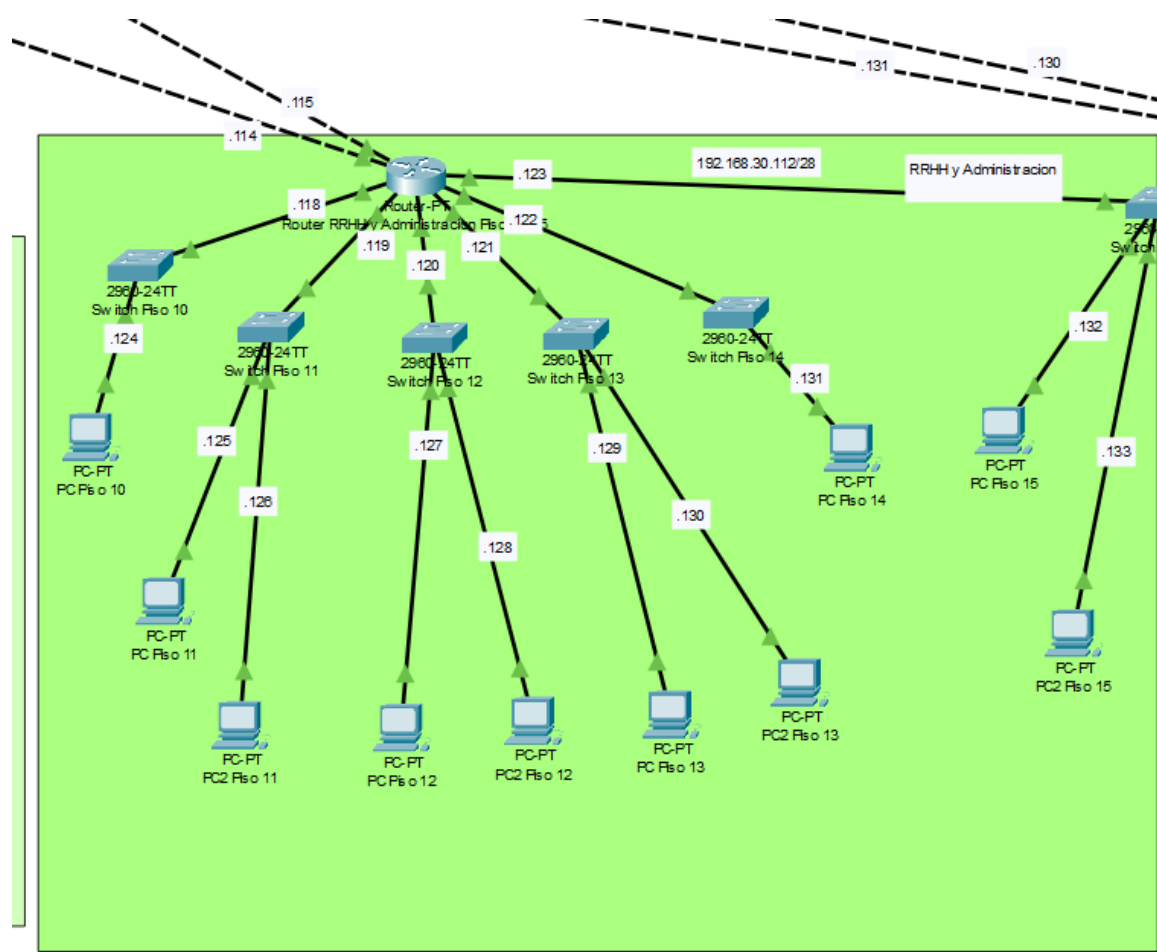 .131
.130
.115
.114
192.168.30.112/28
RRHH y Administracion
.123
.118
Router-PT
Router RRHH y Administracion Piso
.122
.119
.121
.120
2960-24TT
Switch Piso 10
2960-24TT
Switch Piso 11
2960-24TT
Switch Piso 12
2960-24TT
Switch Piso 13
2960-24TT
Switch Piso 14
.124
.131
.132
.125
.127
.129
.133
PC-PT
PC Piso 10
PC-PT
PC Piso 14
PC-PT
PC Piso 15
.126
.130
.128
PC-PT
PC Piso 11
PC-PT
PC2 Piso 15
PC-PT
PC2 Piso 13
PC-PT
PC2 Piso 11
PC-PT
PC Piso 12
PC-PT
PC2 Piso 12
PC-PT
PC Piso 13